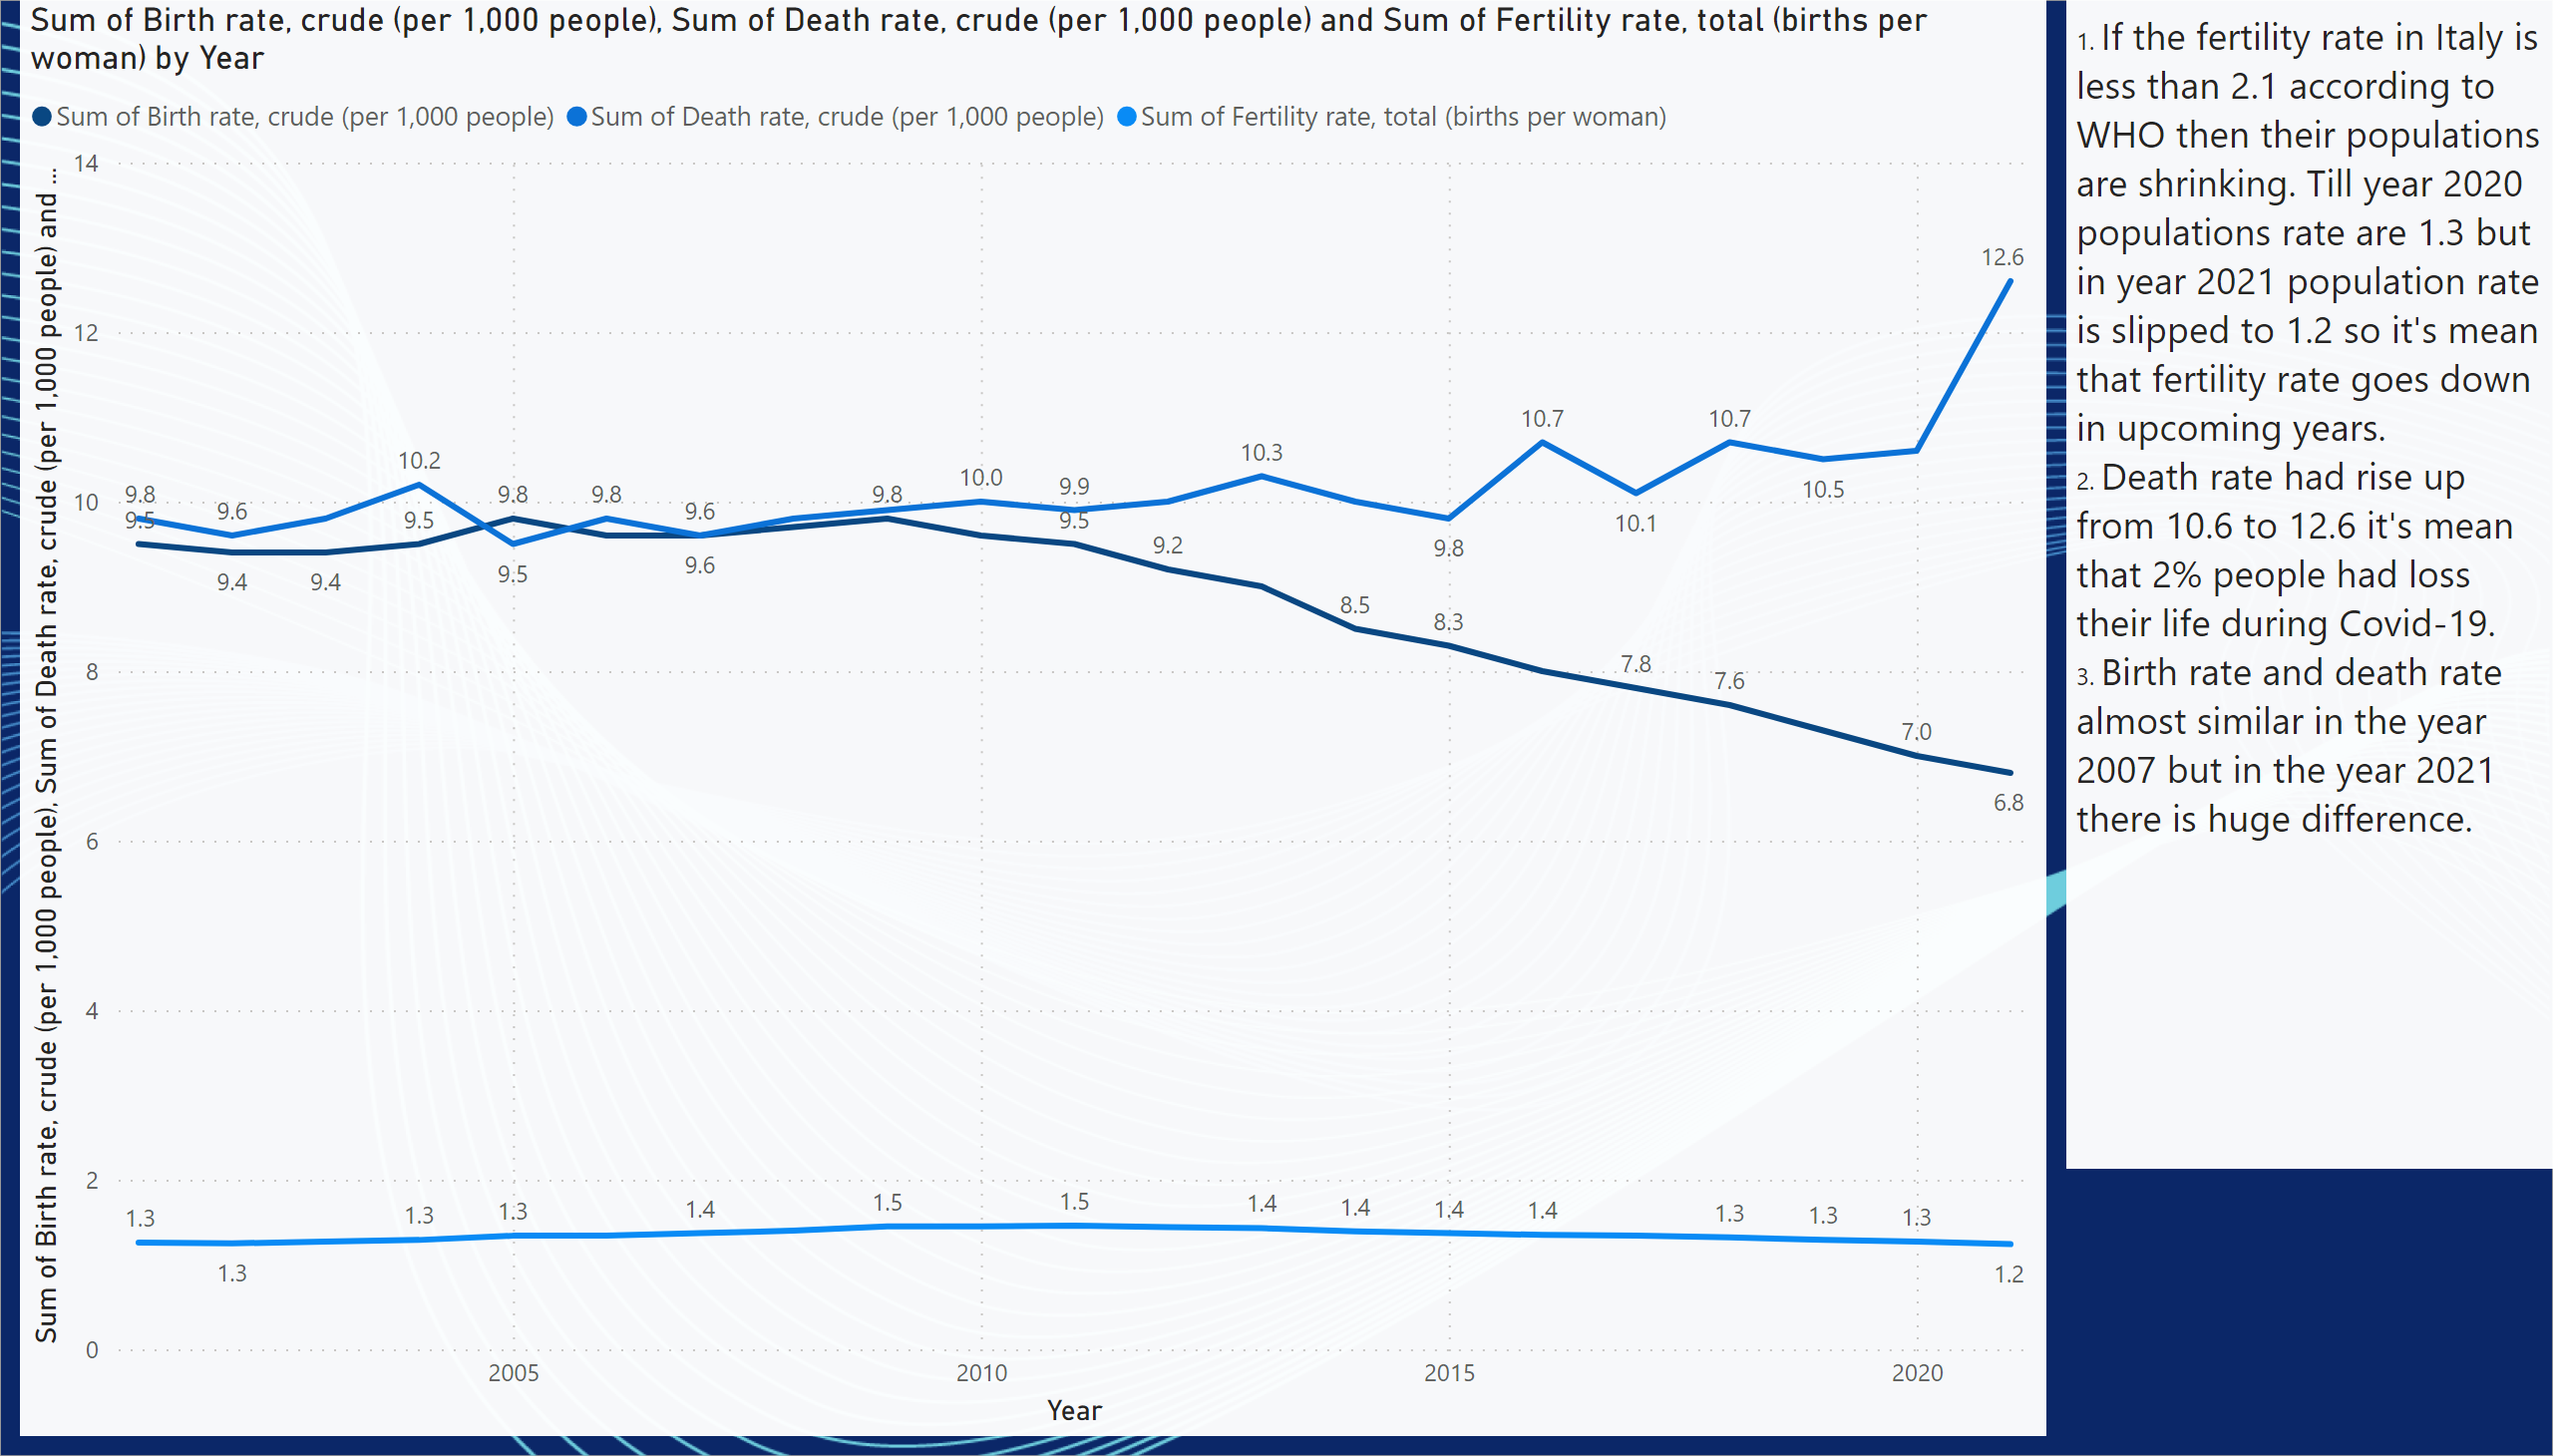 Sum of Birth rate, crude (per 1,000 people), Sum of Death rate, crude (per 1,000 people) and Sum of Fertility rate, total (births per
woman) by Year
Sum of Birth rate, crude (per 1,000 people) Sum of Death rate, crude (per 1,000 people) Sum of Fertility rate, total (births per woman)
Sum of Birth rate, crude (per 1,000 people), Sum of Death rate, crude (per 1,000 people) and ...
14
12
10
8
6
4
2
0
9.8 9.6 10.2 9.8 9.8 9.6 9.8 10.0 9.9 10.3 9.8 10.7 10.1 10.7 10.5 12.6
9.5 9.4 9.4 9.5 9.5 9.6 9.5 9.2 8.5 8.3 7.8 7.6 7.0 6.8
1.3 1.3 1.3 1.3 1.4 1.5 1.5 1.4 1.4 1.4 1.4 1.3 1.3 1.3 1.2
2005 2010 2015 2020
Year
1. If the fertility rate in Italy is
less than 2.1 according to
WHO then their populations
are shrinking. Till year 2020
populations rate are 1.3 but
in year 2021 population rate
is slipped to 1.2 so it's mean
that fertility rate goes down
in upcoming years.
2. Death rate had rise up
from 10.6 to 12.6 it's mean
that 2% people had loss
their life during Covid-19.
3. Birth rate and death rate
almost similar in the year
2007 but in the year 2021
there is huge difference.